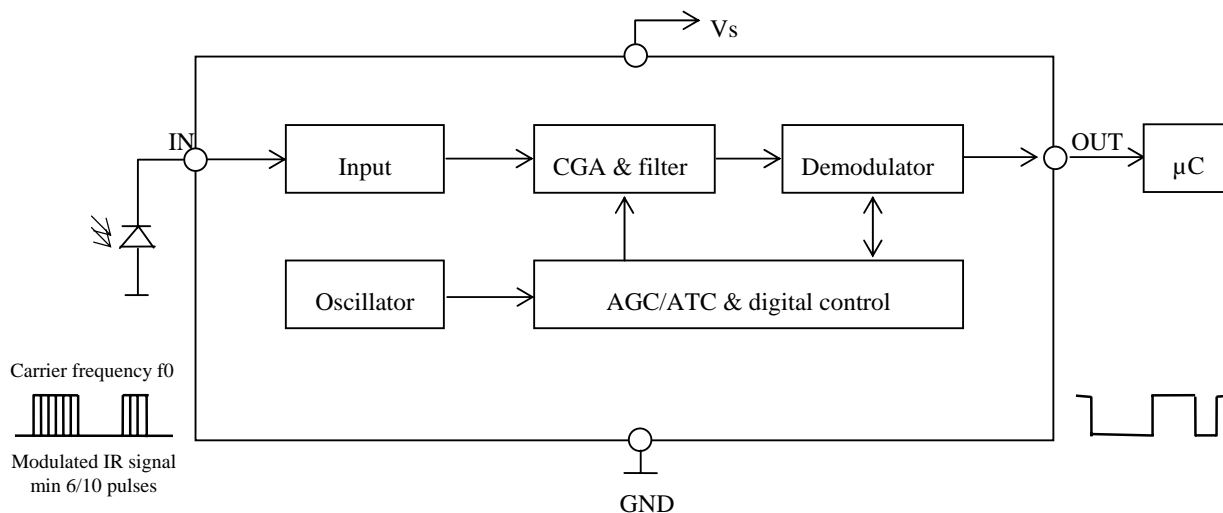 Vs
IN
Input
CGA & filter
Demodulator
OUT
µC
Oscillator
AGC/ATC & digital control
Carrier frequency f0
Modulated IR signal
min 6/10 pulses
GND